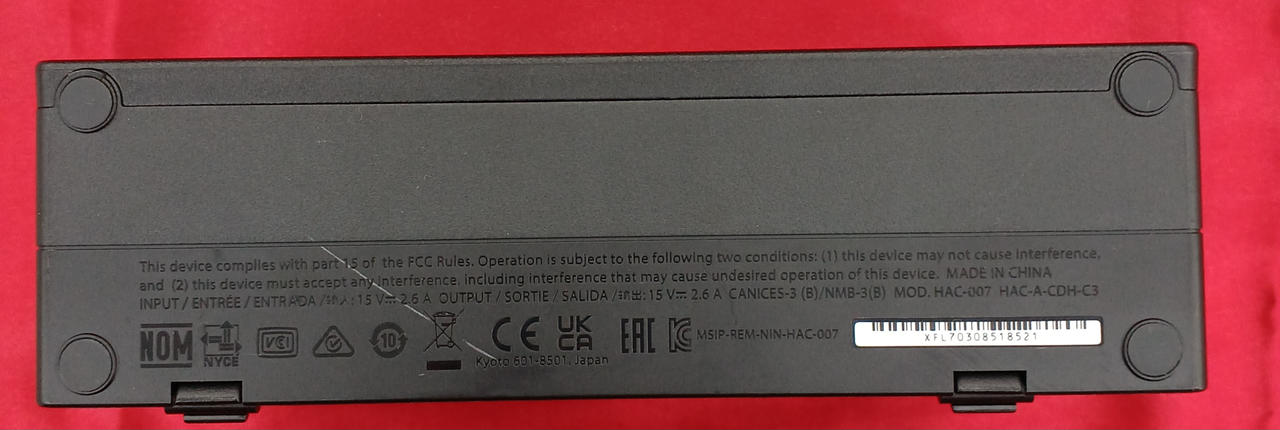 This device complies with part 15 of the FCC Rules. Operation is subject to the following two conditions: (1) this device may not cause interference,
and (2) this device must accept any interference, including interference that may cause undesired operation of this device. MADE IN CHINA
INPUT / ENTRÉE / ENTRADA /输入: 15 V⎓ 2.6 A OUTPUT / SORTIE / SALIDA /输出: 15 V⎓ 2.6 A CANICES-3 (B)/NMB-3(B) MOD. HAC-007 HAC-A-CDH-C3
NOM NYCE VCI 10 CE UK CA EAC KC MSIP-REM-NIN-HAC-007
XFL70308518521
Kyoto 601-8501, Japan